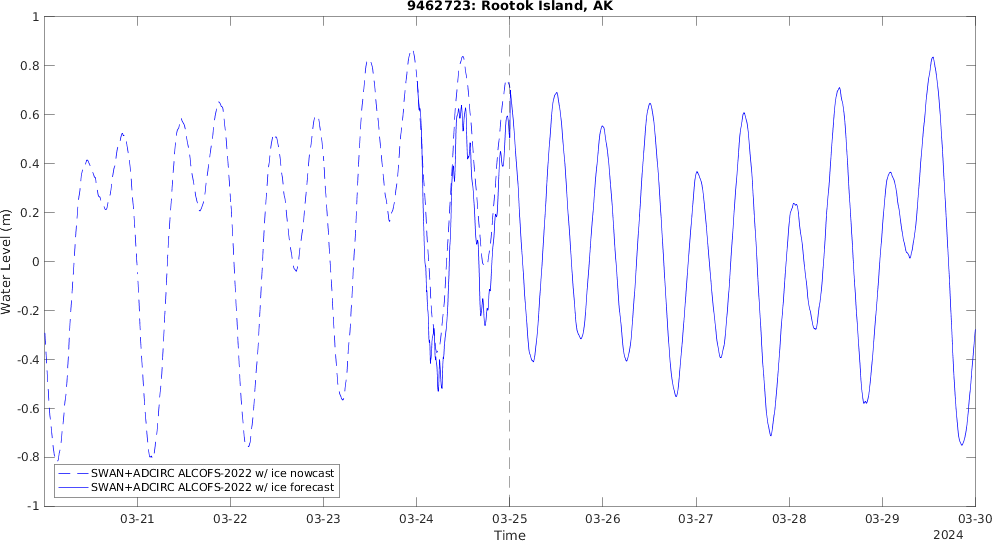 9462723: Rootok Island, AK
Water Level (m)
1
0.8
0.6
0.4
0.2
0
-0.2
-0.4
-0.6
-0.8
-1
SWAN+ADCIRC ALCOFS-2022 w/ ice nowcast
SWAN+ADCIRC ALCOFS-2022 w/ ice forecast
03-21 03-22 03-23 03-24 03-25 03-26 03-27 03-28 03-29 03-30
Time
2024